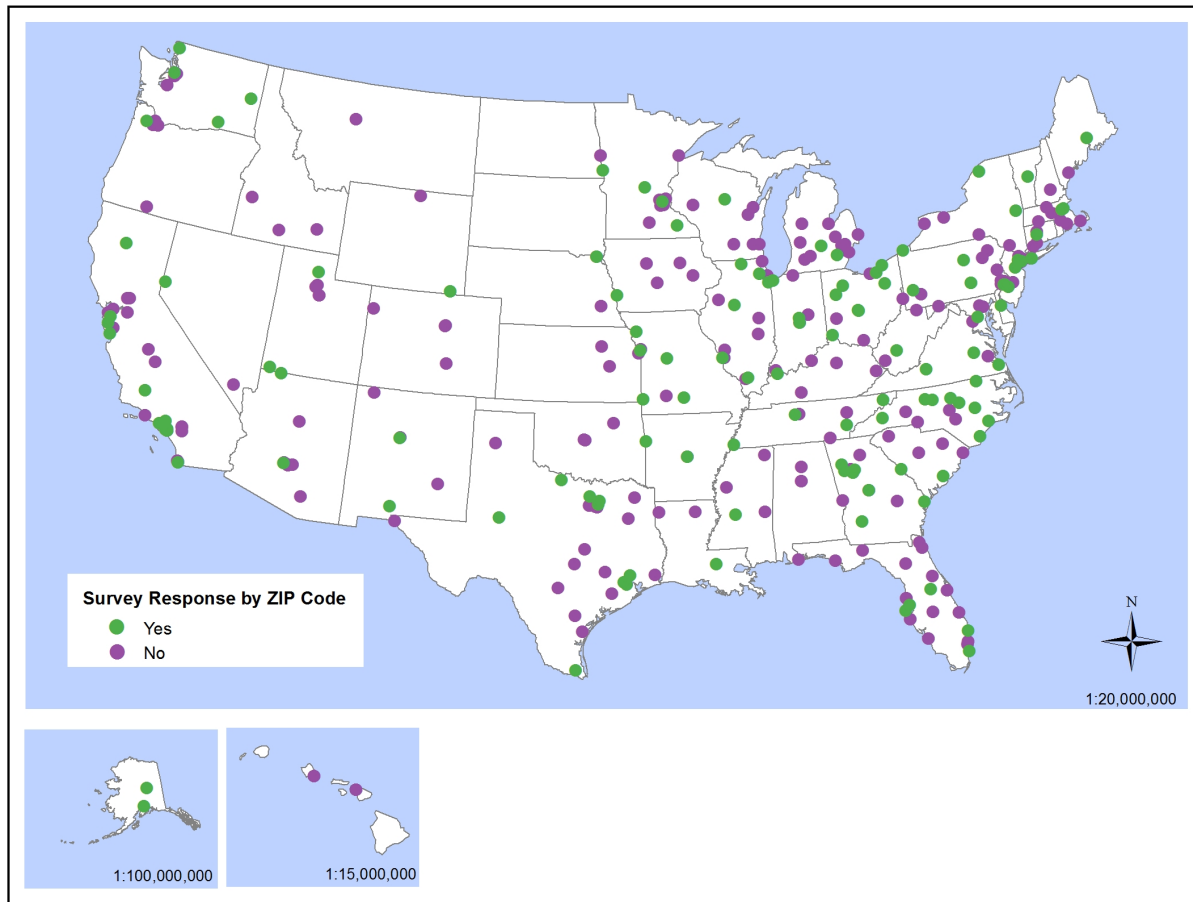 Survey Response by ZIP Code
Yes
No
N
1:20,000,000
1:100,000,000
1:15,000,000